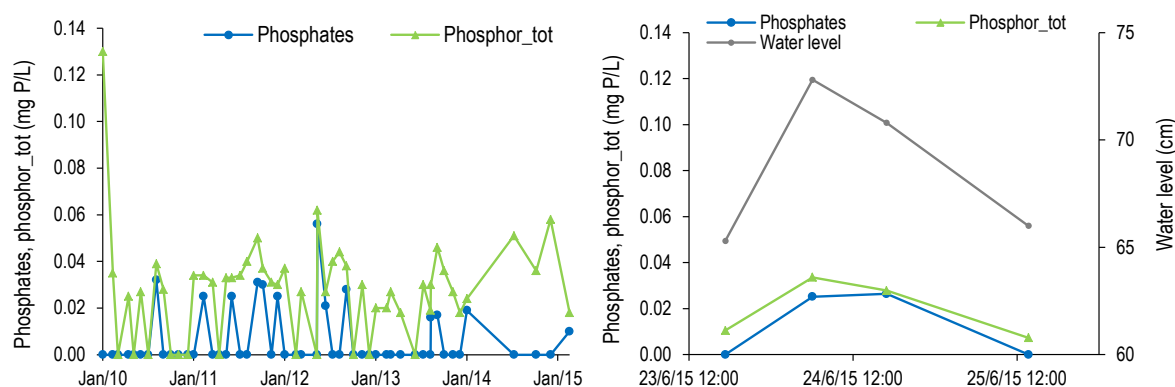 Phosphates
Phosphor_tot
Phosphates, phosphor_tot (mg P/L)
0.14
0.12
0.10
0.08
0.06
0.04
0.02
0.00
Jan/10
Jan/11
Jan/12
Jan/13
Jan/14
Jan/15
Phosphates
Phosphor_tot
Water level
Phosphates, phosphor_tot (mg P/L)
0.14
0.12
0.10
0.08
0.06
0.04
0.02
0.00
23/6/15 12:00
24/6/15 12:00
25/6/15 12:00
75
70
65
60
Water level (cm)